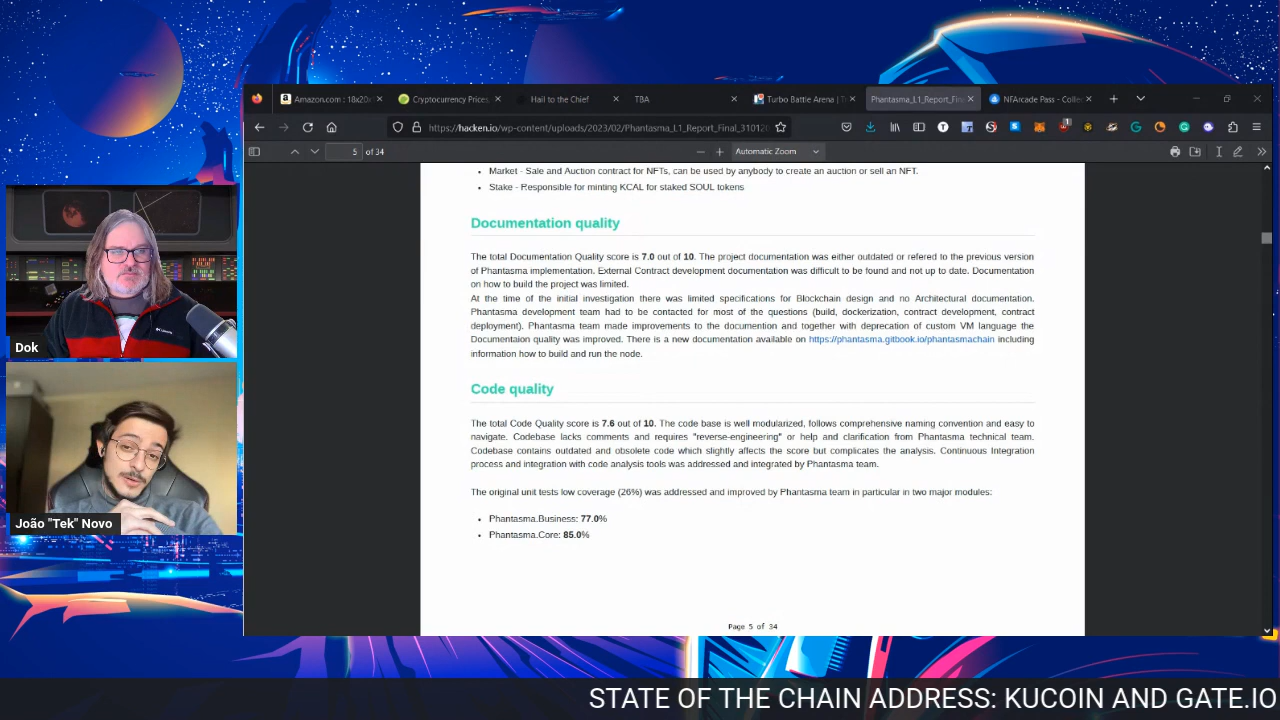 Amazon.com : 18x20
Cryptocurrency Prices,
Hail to the Chief
TBA
Turbo Battle Arena | T
Phantasma_L1_Report_Fin
NFArcade Pass - Collec
https://hacken.io/wp-content/uploads/2023/02/Phantasma_L1_Report_Final_310120
5 of 34
Automatic Zoom
Market - Sale and Auction contract for NFTs, can be used by anybody to create an auction or sell an NFT.
Stake - Responsible for minting KCAL for staked SOUL tokens
Documentation quality
The total Documentation Quality score is 7.0 out of 10. The project documentation was either outdated or refered to the previous version
of Phantasma implementation. External Contract development documentation was difficult to be found and not up to date. Documentation
on how to build the project was limited.
At the time of the initial investigation there was limited specifications for Blockchain design and no Architectural documentation.
Phantasma development team had to be contacted for most of the questions (build, dockerization, contract development, contract
deployment). Phantasma team made improvements to the documention and together with deprecation of custom VM language the
Documentaion quality was improved. There is a new documentation available on https://phantasma.gitbook.io/phantasmachain including
information how to build and run the node.
Code quality
The total Code Quality score is 7.6 out of 10. The code base is well modularized, follows comprehensive naming convention and easy to
navigate. Codebase lacks comments and requires "reverse-engineering" or help and clarification from Phantasma technical team.
Codebase contains outdated and obsolete code which slightly affects the score but complicates the analysis. Continuous Integration
process and integration with code analysis tools was addressed and integrated by Phantasma team.
The original unit tests low coverage (26%) was addressed and improved by Phantasma team in particular in two major modules:
Phantasma.Business: 77.0%
Phantasma.Core: 85.0%
Page 5 of 34
Dok
João "Tek" Novo
STATE OF THE CHAIN ADDRESS: KUCOIN AND GATE.IO